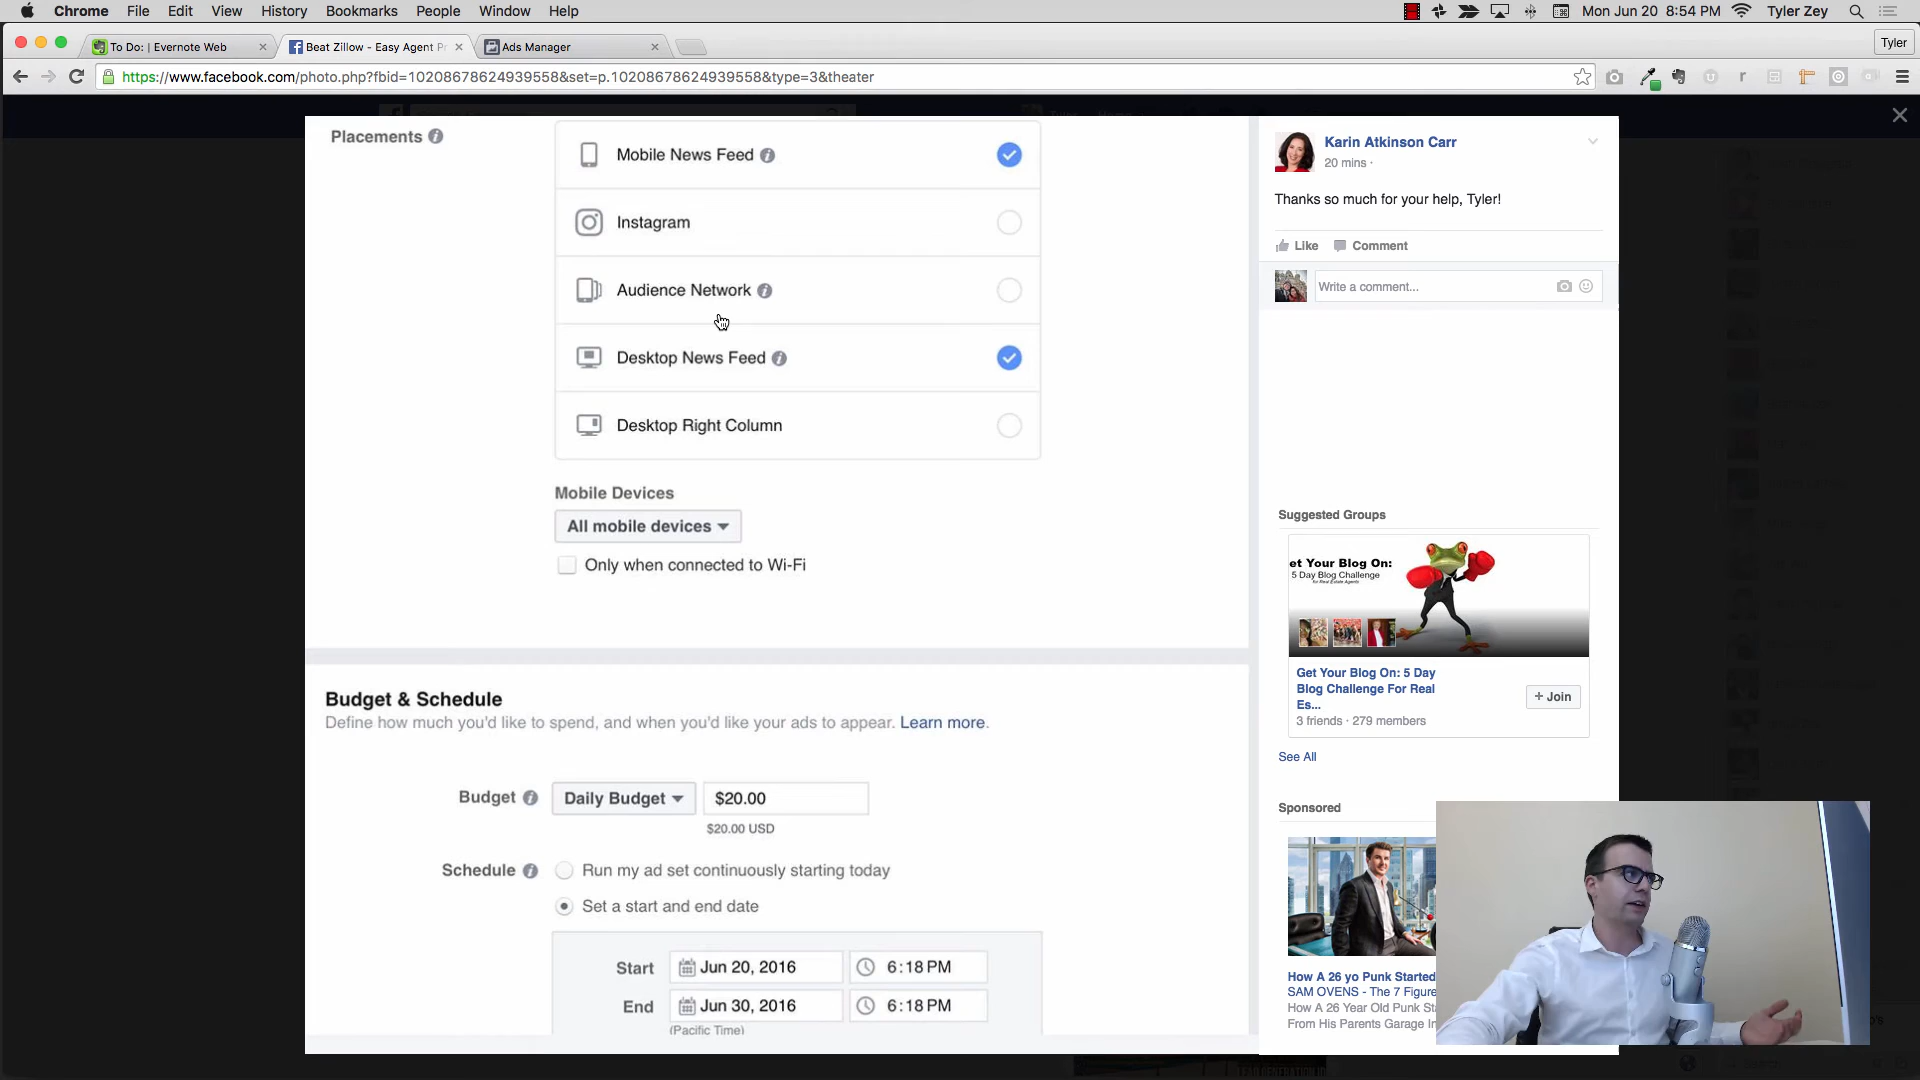 Chrome File Edit View History Bookmarks People Window Help
Mon Jun 20 8:54 PM Tyler Zey
To Do: | Evernote Web
Beat Zillow - Easy Agent Pr
Ads Manager
Tyler
https://www.facebook.com/photo.php?fbid=10208678624939558&set=p.10208678624939558&type=3&theater
Placements
Mobile News Feed
Instagram
Audience Network
Desktop News Feed
Desktop Right Column
Mobile Devices
All mobile devices
Only when connected to Wi-Fi
Budget & Schedule
Define how much you'd like to spend, and when you'd like your ads to appear. Learn more.
Budget Daily Budget $20.00
$20.00 USD
Schedule Run my ad set continuously starting today
Set a start and end date
Start Jun 20, 2016 6:18PM
End Jun 30, 2016 6:18PM
(Pacific Time)
Karin Atkinson Carr
20 mins ·
Thanks so much for your help, Tyler!
Like Comment
Write a comment...
Suggested Groups
et Your Blog On:
5 Day Blog Challenge
for Real Estate Agents
Get Your Blog On: 5 Day
Blog Challenge For Real
Es...
+ Join
3 friends · 279 members
See All
Sponsored
How A 26 yo Punk Started
SAM OVENS - The 7 Figure
How A 26 Year Old Punk St
From His Parents Garage In